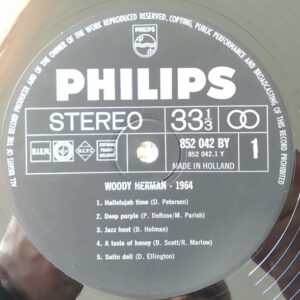 ALL RIGHTS OF THE RECORD PRODUCER AND OF THE OWNER OF THE WORK REPRODUCED RESERVED. COPYING, PUBLIC PERFORMANCE AND BROADCASTING OF THIS RECORD PROHIBITED
PHILIPS
PHILIPS
STEREO 33⅓
B.I.E.M. 852 042 BY
852 042.1 Y
MADE IN HOLLAND
1
WOODY HERMAN - 1964
1. Hallelujah time (O. Peterson)
2. Deep purple (P. DeRose/M. Parish)
3. Jazz hoot (B. Holman)
4. A taste of honey (B. Scott/R. Marlow)
5. Satin doll (D. Ellington)